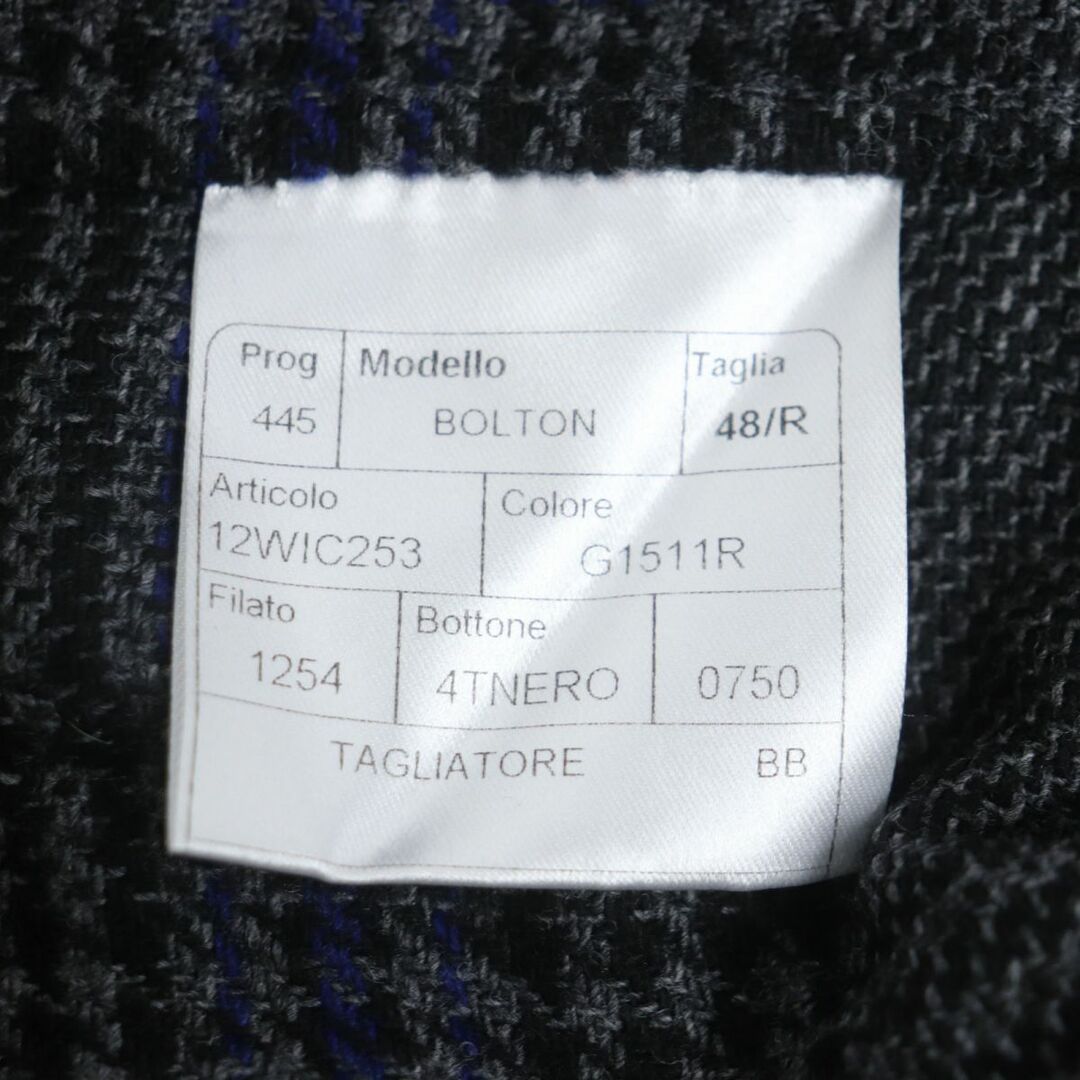 Prog Modello Taglia
445 BOLTON 48/R
Articolo Colore
12WIC253 G1511R
Filato Bottone
1254 4TNERO 0750
TAGLIATORE BB